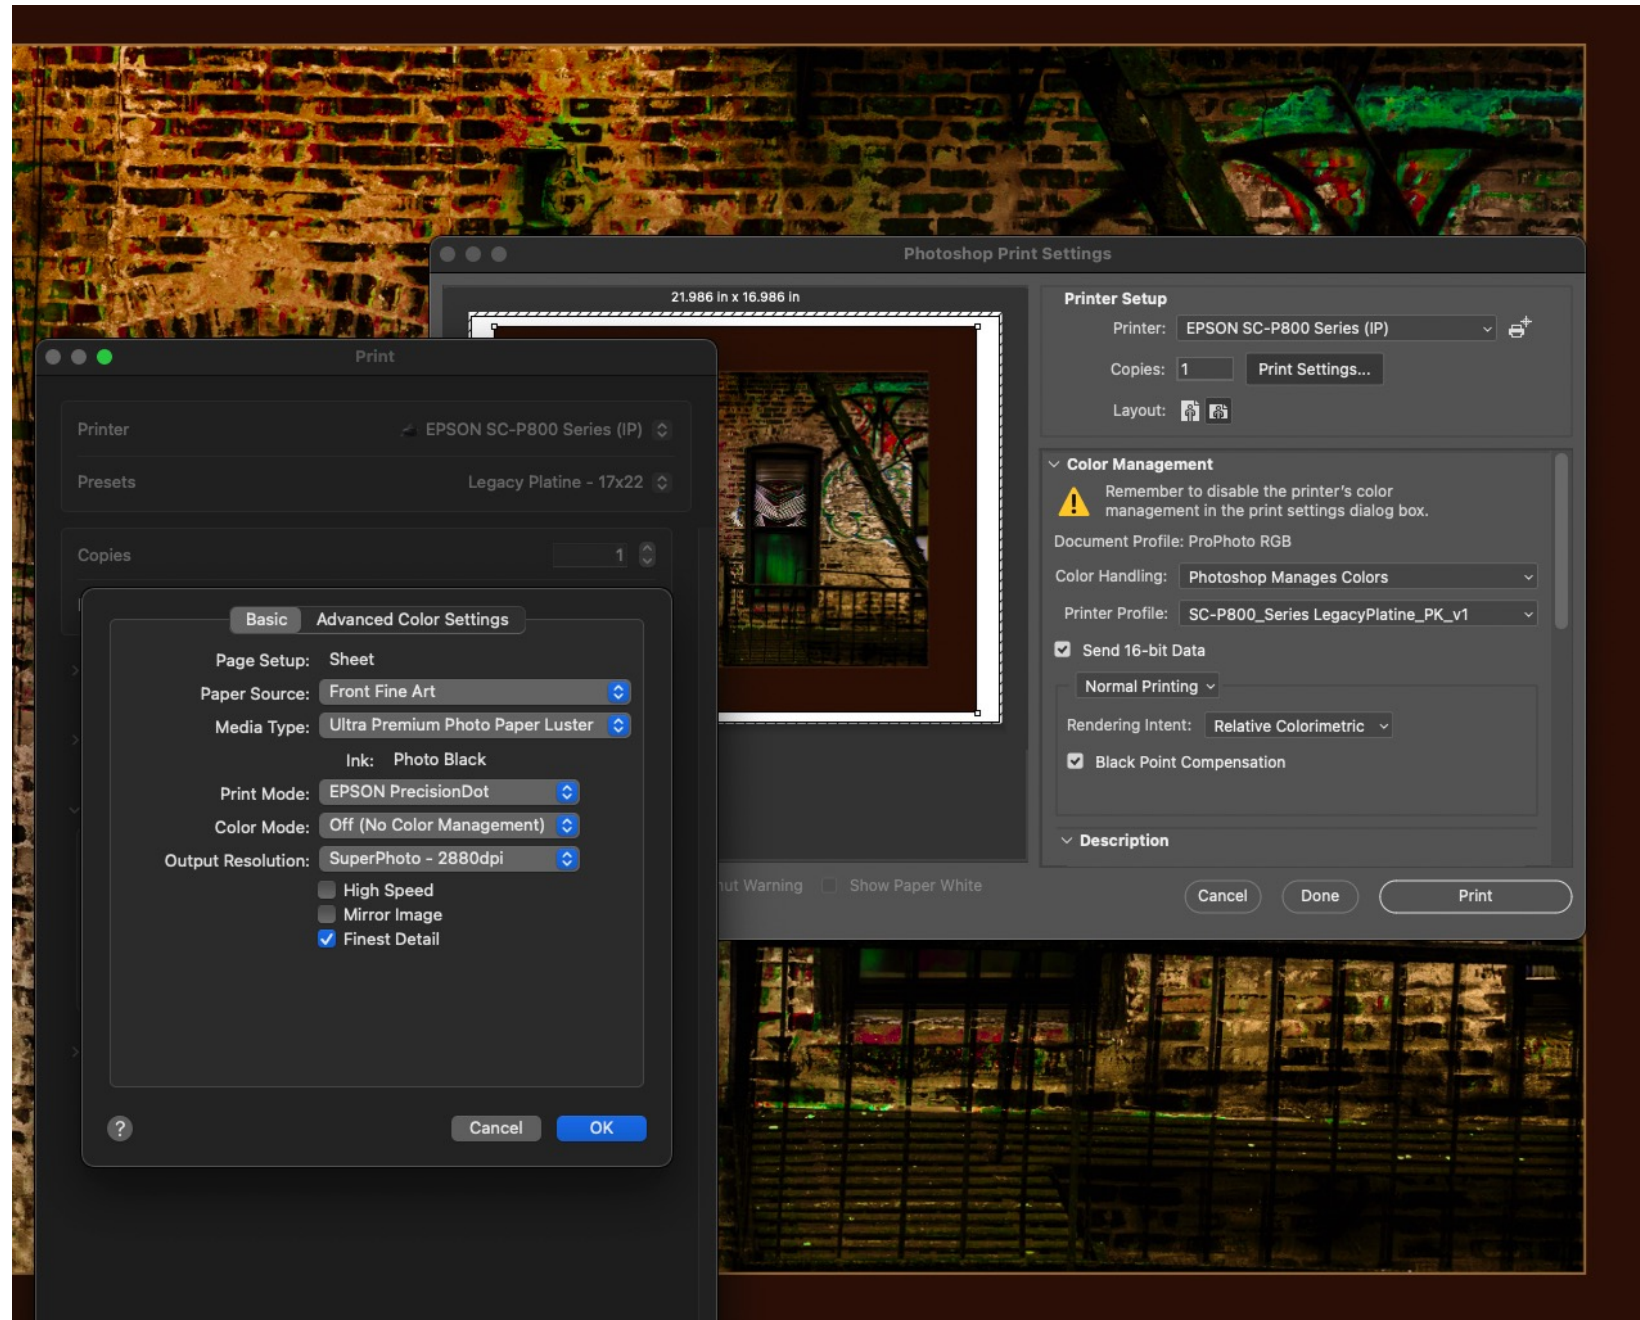 Photoshop Print Settings
21.986 in x 16.986 in
Printer Setup
Printer: EPSON SC-P800 Series (IP)
Copies: 1 Print Settings...
Layout:
Color Management
Remember to disable the printer's color
management in the print settings dialog box.
Document Profile: ProPhoto RGB
Color Handling: Photoshop Manages Colors
Printer Profile: SC-P800_Series LegacyPlatine_PK_v1
Send 16-bit Data
Normal Printing
Rendering Intent: Relative Colorimetric
Black Point Compensation
Description
Warning Show Paper White
Cancel Done Print
Print
Printer EPSON SC-P800 Series (IP)
Presets Legacy Platine - 17x22
Copies 1
Basic Advanced Color Settings
Page Setup: Sheet
Paper Source: Front Fine Art
Media Type: Ultra Premium Photo Paper Luster
Ink: Photo Black
Print Mode: EPSON PrecisionDot
Color Mode: Off (No Color Management)
Output Resolution: SuperPhoto - 2880dpi
High Speed
Mirror Image
Finest Detail
? Cancel OK